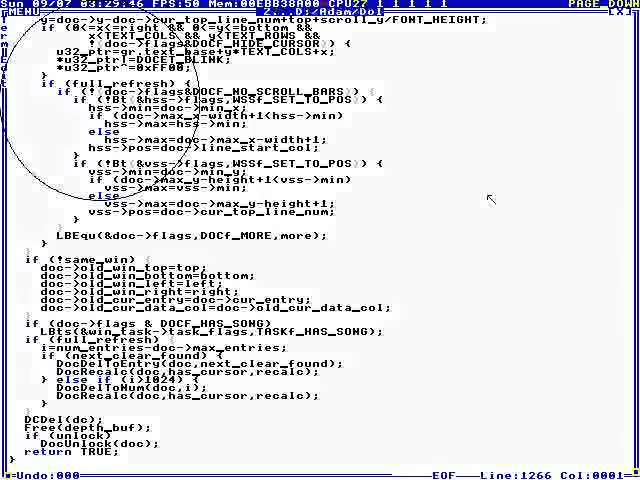 Sun 09/07 03:29:46 FPS:50 Mem:00EBB38A00 CPU27 1 1 1 1 1 PAGE DOWN
MENU Z...D:/Adam/Dol [X]
y=doc->y-doc->cur_top_line_num+top+scroll_y/FONT_HEIGHT;
if (0<=x<=right && 0<=y<=bottom &&
x<TEXT_COLS && y<TEXT_ROWS &&
!(doc->flags&DOCF_HIDE_CURSOR)) {
u32_ptr=gr.text_base+y*TEXT_COLS+x;
*u32_ptr|=DOCET_BLINK;
*u32_ptr^=0xFF00;
}
if (full_refresh) {
if (!(doc->flags&DOCF_NO_SCROLL_BARS)) {
if (!Bt(&hss->flags,WSSf_SET_TO_POS)) {
hss->min=doc->min_x;
if (doc->max_x-width+1<hss->min)
hss->max=hss->min;
else
hss->max=doc->max_x-width+1;
hss->pos=doc->line_start_col;
}
if (!Bt(&vss->flags,WSSf_SET_TO_POS)) {
vss->min=doc->min_y;
if (doc->max_y-height+1<vss->min)
vss->max=vss->min;
else
vss->max=doc->max_y-height+1;
vss->pos=doc->cur_top_line_num;
}
}
LBEqu(&doc->flags,DOCf_MORE,more);
}
}
if (!same_win) {
doc->old_win_top=top;
doc->old_win_bottom=bottom;
doc->old_win_left=left;
doc->old_win_right=right;
doc->old_cur_entry=doc->cur_entry;
doc->old_cur_data_col=doc->old_cur_data_col;
}
if (doc->flags & DOCF_HAS_SONG)
LBts(&win_task->task_flags,TASKf_HAS_SONG);
if (full_refresh) {
i=num_entries-doc->max_entries;
if (next_clear_found) {
DocDelToEntry(doc,next_clear_found);
DocRecalc(doc,has_cursor,recalc);
} else if (i>1024) {
DocDelToNum(doc,i);
DocRecalc(doc,has_cursor,recalc);
}
}
DCDel(dc);
Free(depth_buf);
if (unlock)
DocUnlock(doc);
return TRUE;
}
Undo:000 EOF Line:1266 Col:0001